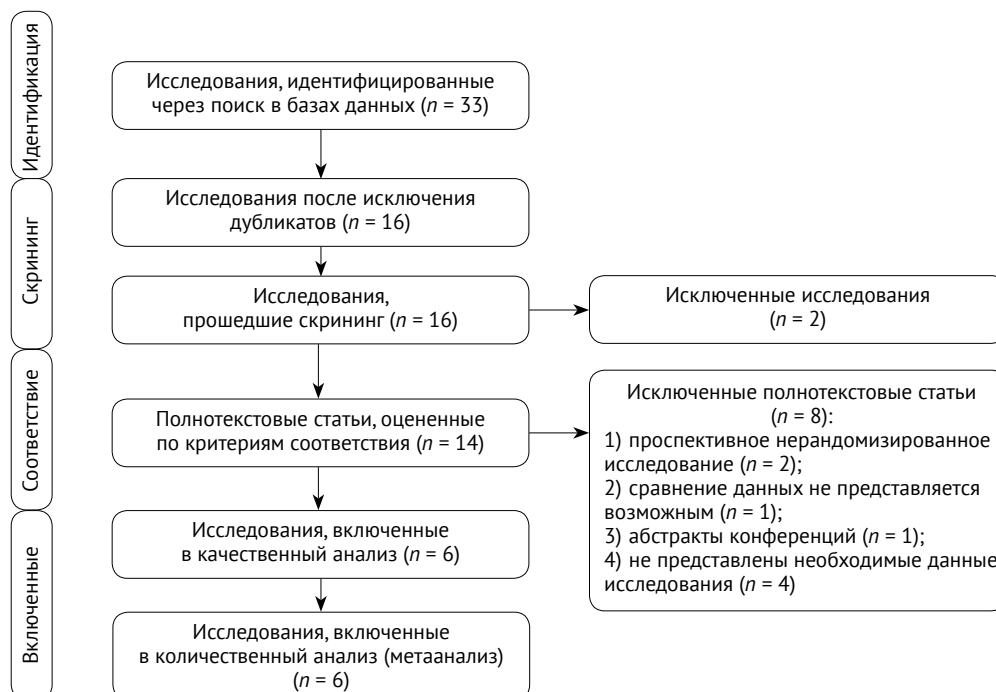 Идентификация
Исследования, идентифицированные
через поиск в базах данных (n = 33)
Скрининг
Исследования после исключения
дубликатов (n = 16)
Исследования,
прошедшие скрининг (n = 16)
Исключенные исследования
(n = 2)
Соответствие
Полнотекстовые статьи, оцененные
по критериям соответствия (n = 14)
Исключенные полнотекстовые статьи
(n = 8):
1) проспективное нерандомизированное
исследование (n = 2);
2) сравнение данных не представляется
возможным (n = 1);
3) абстракты конференций (n = 1);
4) не представлены необходимые данные
исследования (n = 4)
Включенные
Исследования, включенные
в качественный анализ (n = 6)
Исследования, включенные
в количественный анализ (метаанализ)
(n = 6)